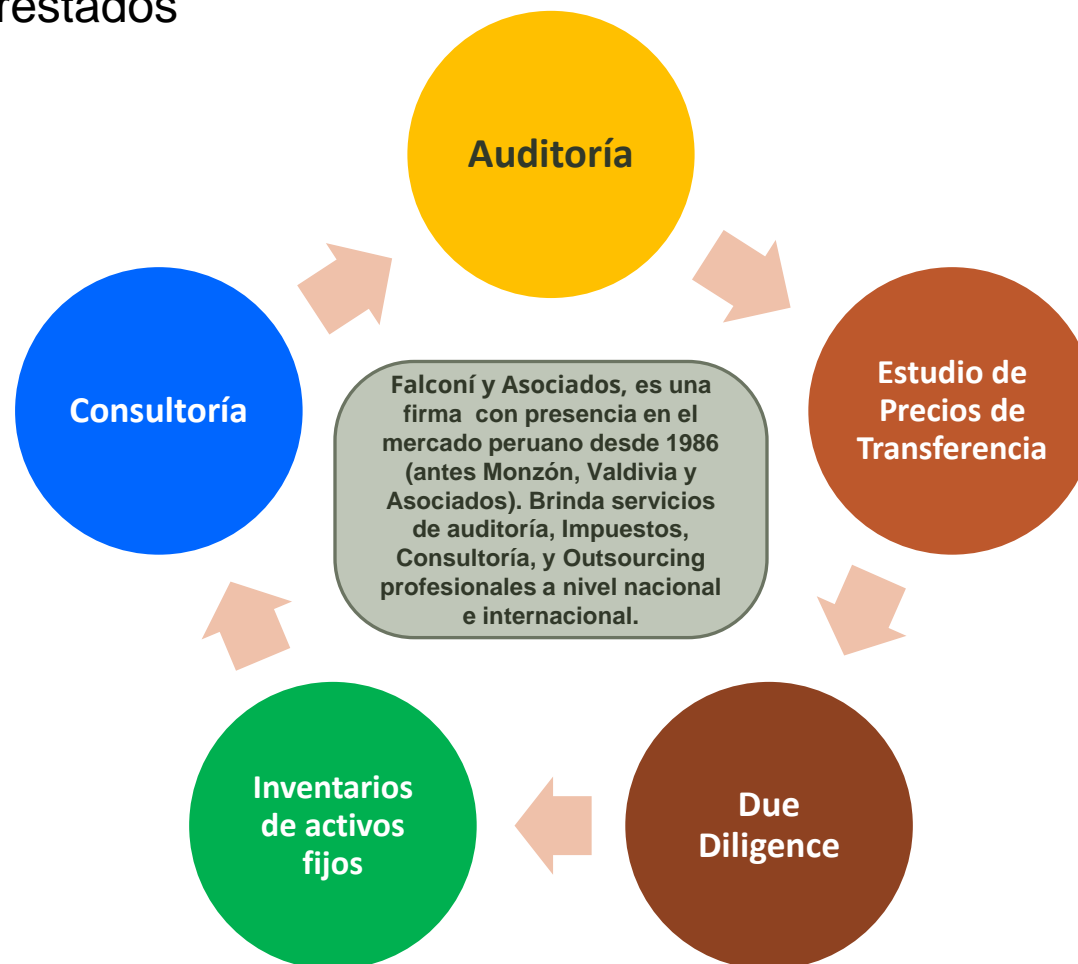 restados
Auditoría
Estudio de
Precios de
Transferencia
Due
Diligence
Inventarios
de activos
fijos
Consultoría
Falconí y Asociados, es una
firma con presencia en el
mercado peruano desde 1986
(antes Monzón, Valdivia y
Asociados). Brinda servicios
de auditoría, Impuestos,
Consultoría, y Outsourcing
profesionales a nivel nacional
e internacional.